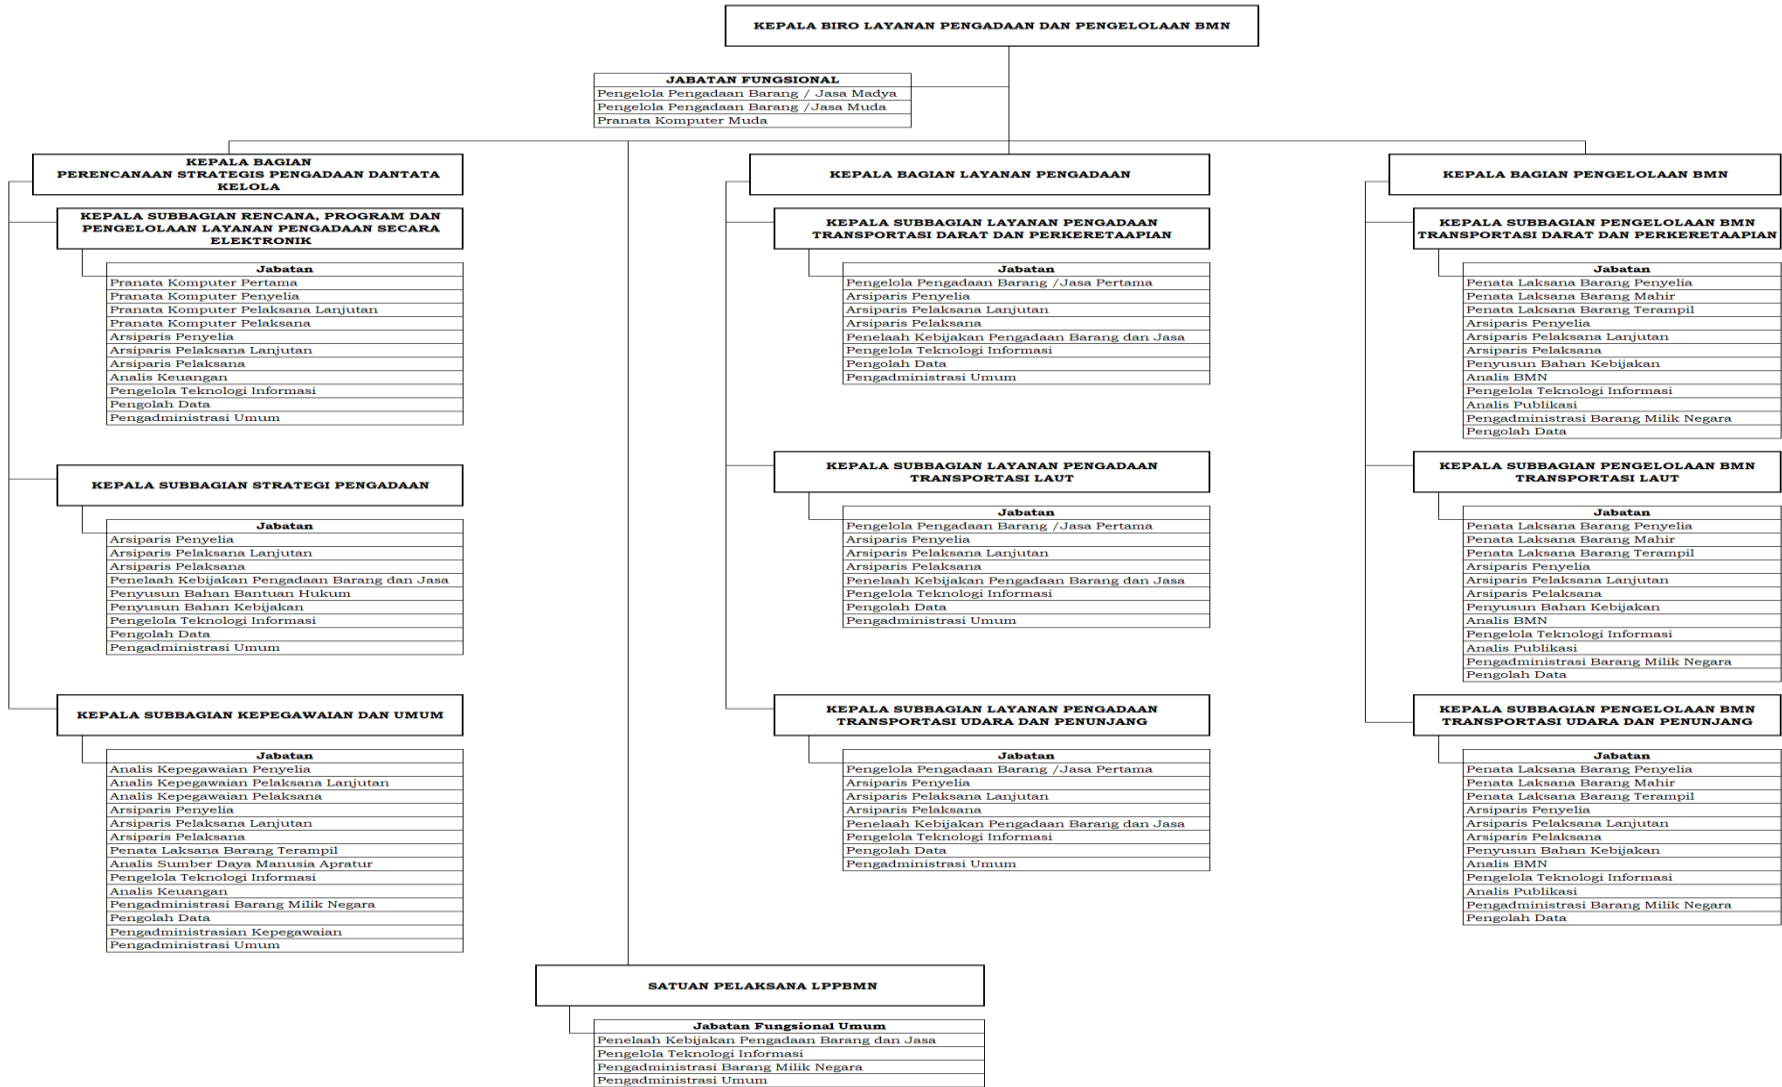 KEPALA BIRO LAYANAN PENGADAAN DAN PENGELOLAAN BMN
JABATAN FUNGSIONAL
Pengelola Pengadaan Barang / Jasa Madya
Pengelola Pengadaan Barang /Jasa Muda
Pranata Komputer Muda
KEPALA BAGIAN
PERENCANAAN STRATEGIS PENGADAAN DANTATA
KELOLA
KEPALA SUBBAGIAN RENCANA, PROGRAM DAN
PENGELOLAAN LAYANAN PENGADAAN SECARA
ELEKTRONIK
Jabatan
Pranata Komputer Pertama
Pranata Komputer Penyelia
Pranata Komputer Pelaksana Lanjutan
Pranata Komputer Pelaksana
Arsiparis Penyelia
Arsiparis Pelaksana Lanjutan
Arsiparis Pelaksana
Analis Keuangan
Pengelola Teknologi Informasi
Pengolah Data
Pengadministrasi Umum
KEPALA SUBBAGIAN STRATEGI PENGADAAN
Jabatan
Arsiparis Penyelia
Arsiparis Pelaksana Lanjutan
Arsiparis Pelaksana
Penelaah Kebijakan Pengadaan Barang dan Jasa
Penyusun Bahan Bantuan Hukum
Penyusun Bahan Kebijakan
Pengelola Teknologi Informasi
Pengolah Data
Pengadministrasi Umum
KEPALA SUBBAGIAN KEPEGAWAIAN DAN UMUM
Jabatan
Analis Kepegawaian Penyelia
Analis Kepegawaian Pelaksana Lanjutan
Analis Kepegawaian Pelaksana
Arsiparis Penyelia
Arsiparis Pelaksana Lanjutan
Arsiparis Pelaksana
Penata Laksana Barang Terampil
Analis Sumber Daya Manusia Apratur
Pengelola Teknologi Informasi
Analis Keuangan
Pengadministrasi Barang Milik Negara
Pengolah Data
Pengadministrasian Kepegawaian
Pengadministrasi Umum
KEPALA BAGIAN LAYANAN PENGADAAN
KEPALA SUBBAGIAN LAYANAN PENGADAAN
TRANSPORTASI DARAT DAN PERKERETAAPIAN
Jabatan
Pengelola Pengadaan Barang /Jasa Pertama
Arsiparis Penyelia
Arsiparis Pelaksana Lanjutan
Arsiparis Pelaksana
Penelaah Kebijakan Pengadaan Barang dan Jasa
Pengelola Teknologi Informasi
Pengolah Data
Pengadministrasi Umum
KEPALA SUBBAGIAN LAYANAN PENGADAAN
TRANSPORTASI LAUT
Jabatan
Pengelola Pengadaan Barang /Jasa Pertama
Arsiparis Penyelia
Arsiparis Pelaksana Lanjutan
Arsiparis Pelaksana
Penelaah Kebijakan Pengadaan Barang dan Jasa
Pengelola Teknologi Informasi
Pengolah Data
Pengadministrasi Umum
KEPALA SUBBAGIAN LAYANAN PENGADAAN
TRANSPORTASI UDARA DAN PENUNJANG
Jabatan
Pengelola Pengadaan Barang /Jasa Pertama
Arsiparis Penyelia
Arsiparis Pelaksana Lanjutan
Arsiparis Pelaksana
Penelaah Kebijakan Pengadaan Barang dan Jasa
Pengelola Teknologi Informasi
Pengolah Data
Pengadministrasi Umum
KEPALA BAGIAN PENGELOLAAN BMN
KEPALA SUBBAGIAN PENGELOLAAN BMN
TRANSPORTASI DARAT DAN PERKERETAAPIAN
Jabatan
Penata Laksana Barang Penyelia
Penata Laksana Barang Mahir
Penata Laksana Barang Terampil
Arsiparis Penyelia
Arsiparis Pelaksana Lanjutan
Arsiparis Pelaksana
Penyusun Bahan Kebijakan
Analis BMN
Pengelola Teknologi Informasi
Analis Publikasi
Pengadministrasi Barang Milik Negara
Pengolah Data
KEPALA SUBBAGIAN PENGELOLAAN BMN
TRANSPORTASI LAUT
Jabatan
Penata Laksana Barang Penyelia
Penata Laksana Barang Mahir
Penata Laksana Barang Terampil
Arsiparis Penyelia
Arsiparis Pelaksana Lanjutan
Arsiparis Pelaksana
Penyusun Bahan Kebijakan
Analis BMN
Pengelola Teknologi Informasi
Analis Publikasi
Pengadministrasi Barang Milik Negara
Pengolah Data
KEPALA SUBBAGIAN PENGELOLAAN BMN
TRANSPORTASI UDARA DAN PENUNJANG
Jabatan
Penata Laksana Barang Penyelia
Penata Laksana Barang Mahir
Penata Laksana Barang Terampil
Arsiparis Penyelia
Arsiparis Pelaksana Lanjutan
Arsiparis Pelaksana
Penyusun Bahan Kebijakan
Analis BMN
Pengelola Teknologi Informasi
Analis Publikasi
Pengadministrasi Barang Milik Negara
Pengolah Data
SATUAN PELAKSANA LPPBMN
Jabatan Fungsional Umum
Penelaah Kebijakan Pengadaan Barang dan Jasa
Pengelola Teknologi Informasi
Pengadministrasi Barang Milik Negara
Pengadministrasi Umum